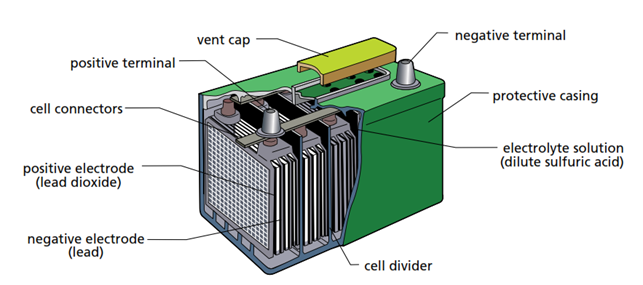 vent cap
negative terminal
positive terminal
protective casing
cell connectors
electrolyte solution
(dilute sulfuric acid)
positive electrode
(lead dioxide)
negative electrode
(lead)
cell divider